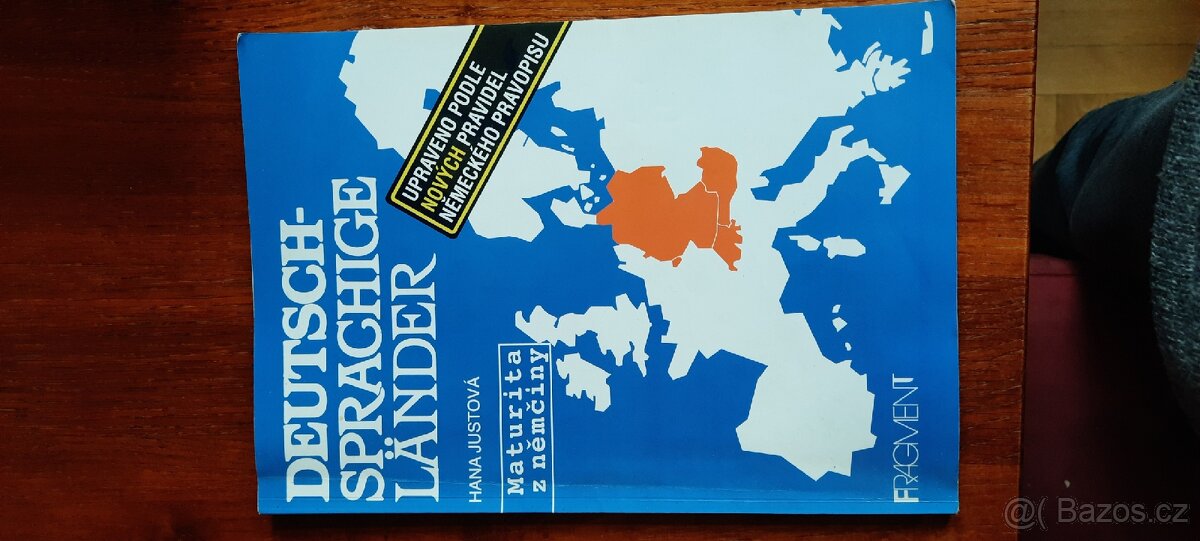 DEUTSCH-
SPRACHIGE
LÄNDER
UPRAVENO PODLE
NOVÝCH PRAVIDEL
NĚMECKÉHO PRAVOPISU
HANA JUSTOVÁ
Maturita
z němčiny
FRAGMENT
@( Bazos.cz